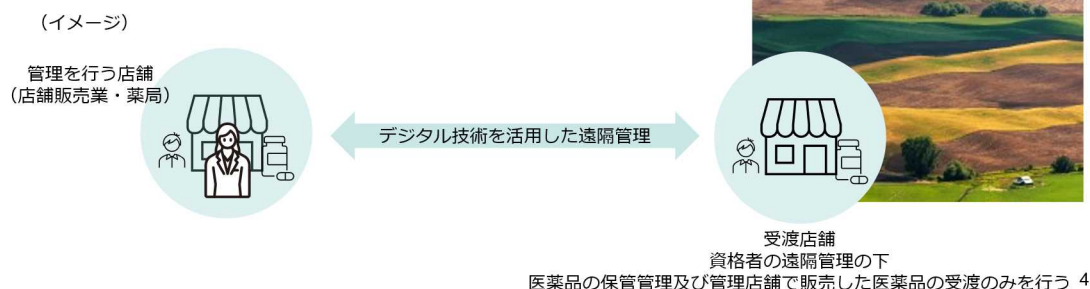 （イメージ）
管理を行う店舗
（店舗販売業・薬局）
デジタル技術を活用した遠隔管理
受渡店舗
資格者の遠隔管理の下
医薬品の保管管理及び管理店舗で販売した医薬品の受渡のみを行う
4